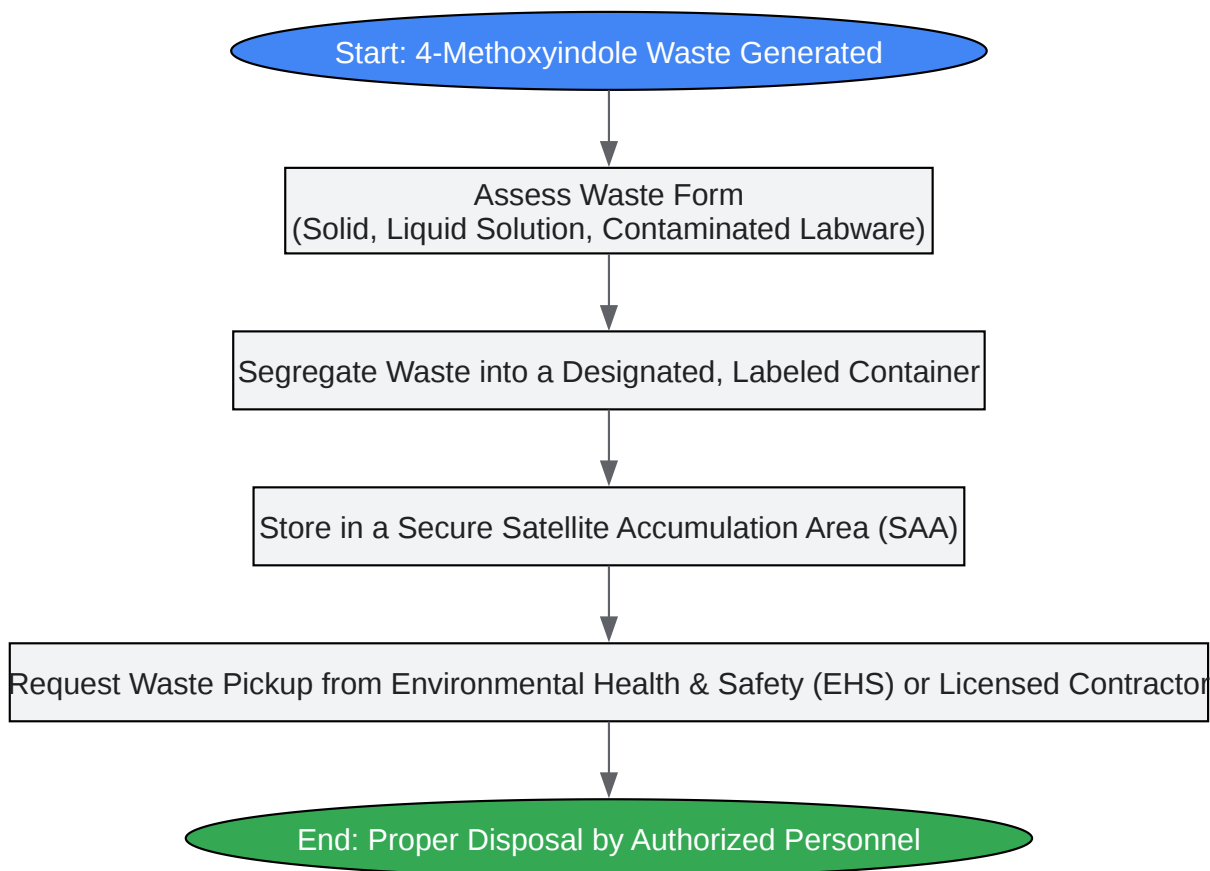 Start: 4-Methoxyindole Waste Generated
Assess Waste Form
(Solid, Liquid Solution, Contaminated Labware)
Segregate Waste into a Designated, Labeled Container
Store in a Secure Satellite Accumulation Area (SAA)
Request Waste Pickup from Environmental Health & Safety (EHS) or Licensed Contractor
End: Proper Disposal by Authorized Personnel